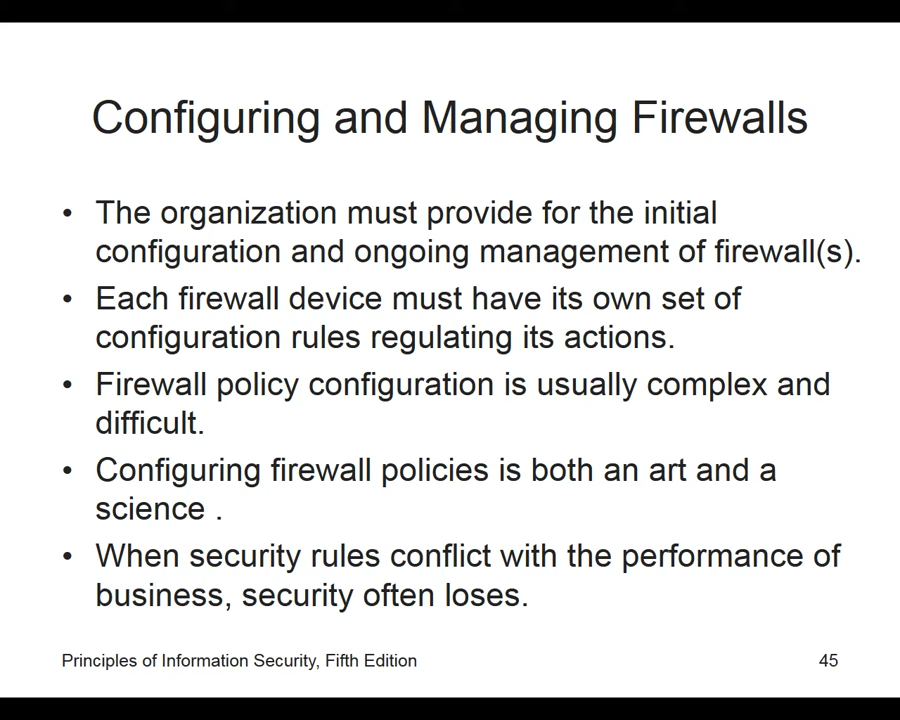 Configuring and Managing Firewalls
• The organization must provide for the initial
configuration and ongoing management of firewall(s).
• Each firewall device must have its own set of
configuration rules regulating its actions.
• Firewall policy configuration is usually complex and
difficult.
• Configuring firewall policies is both an art and a
science .
• When security rules conflict with the performance of
business, security often loses.
Principles of Information Security, Fifth Edition
45